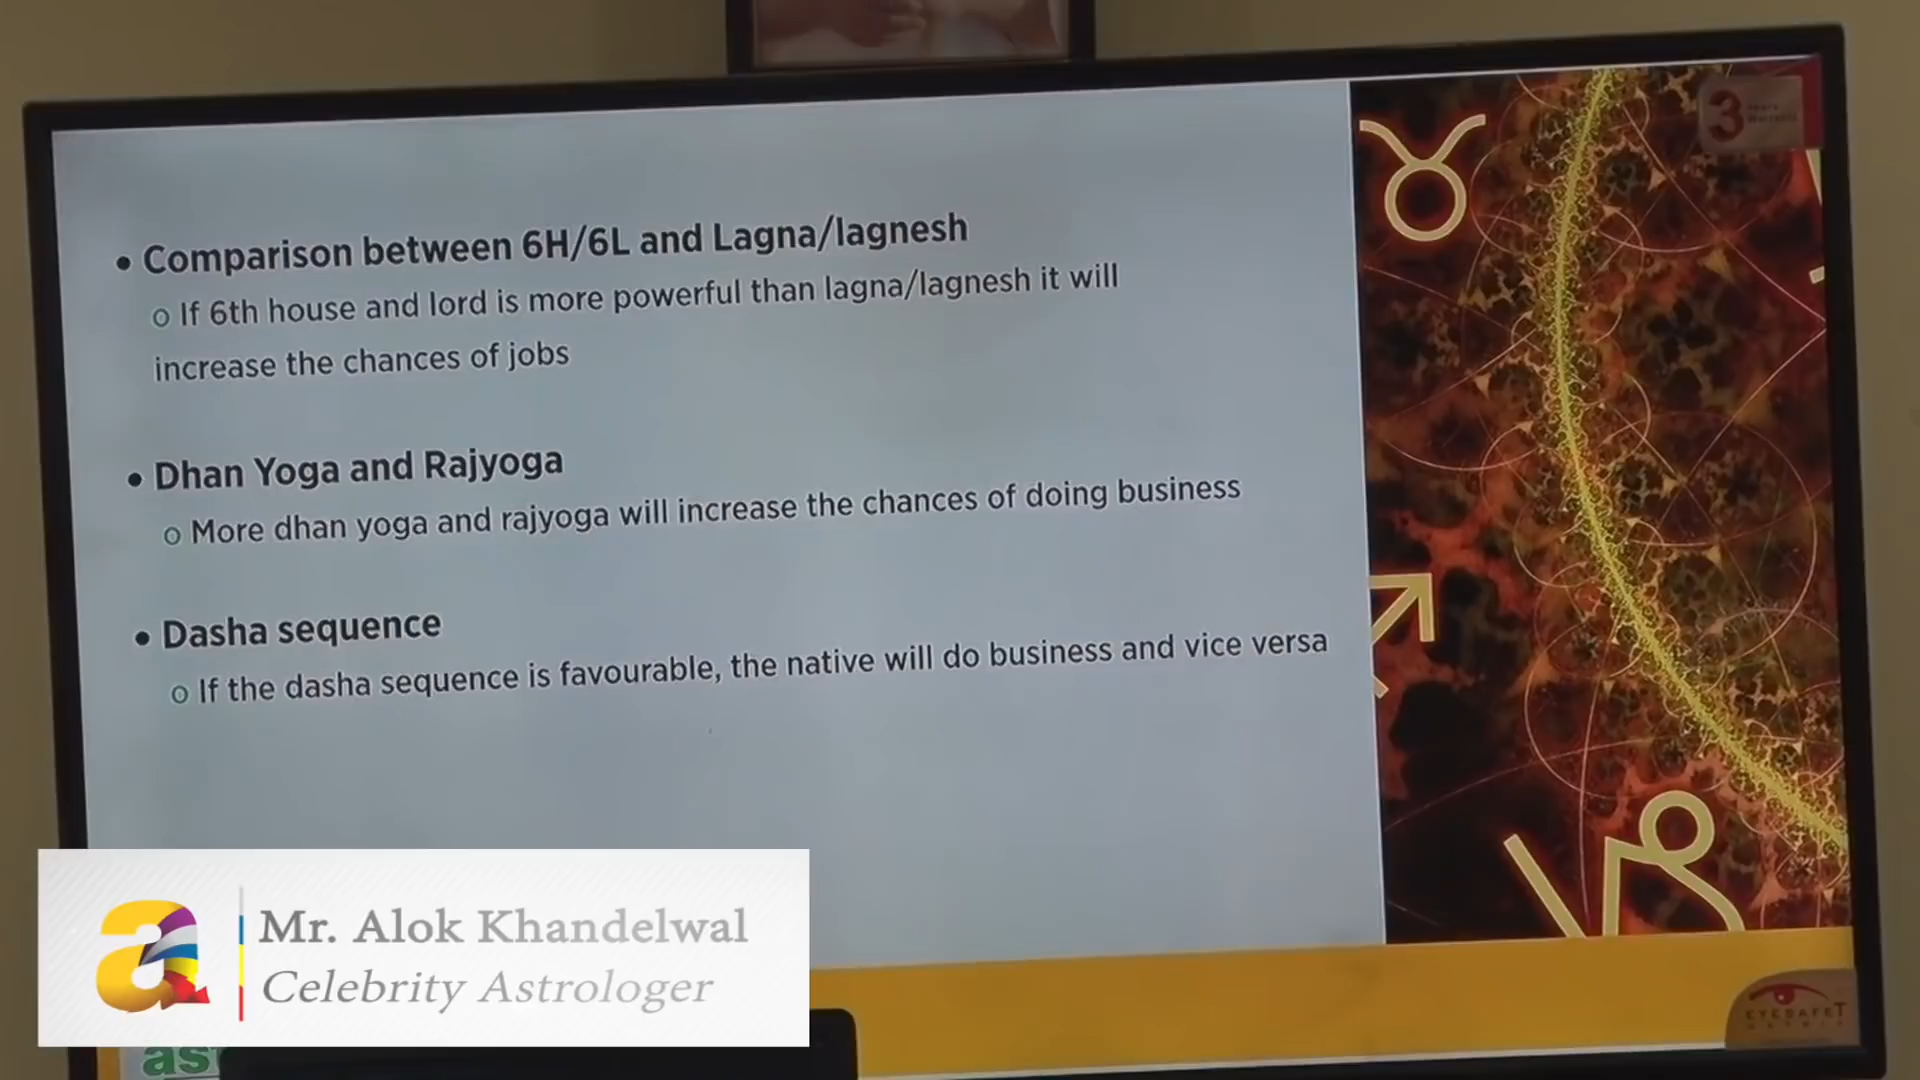 • Comparison between 6H/6L and Lagna/lagnesh
o If 6th house and lord is more powerful than lagna/lagnesh it will
increase the chances of jobs
• Dhan Yoga and Rajyoga
o More dhan yoga and rajyoga will increase the chances of doing business
• Dasha sequence
o If the dasha sequence is favourable, the native will do business and vice versa
3
a
Mr. Alok Khandelwal
Celebrity Astrologer